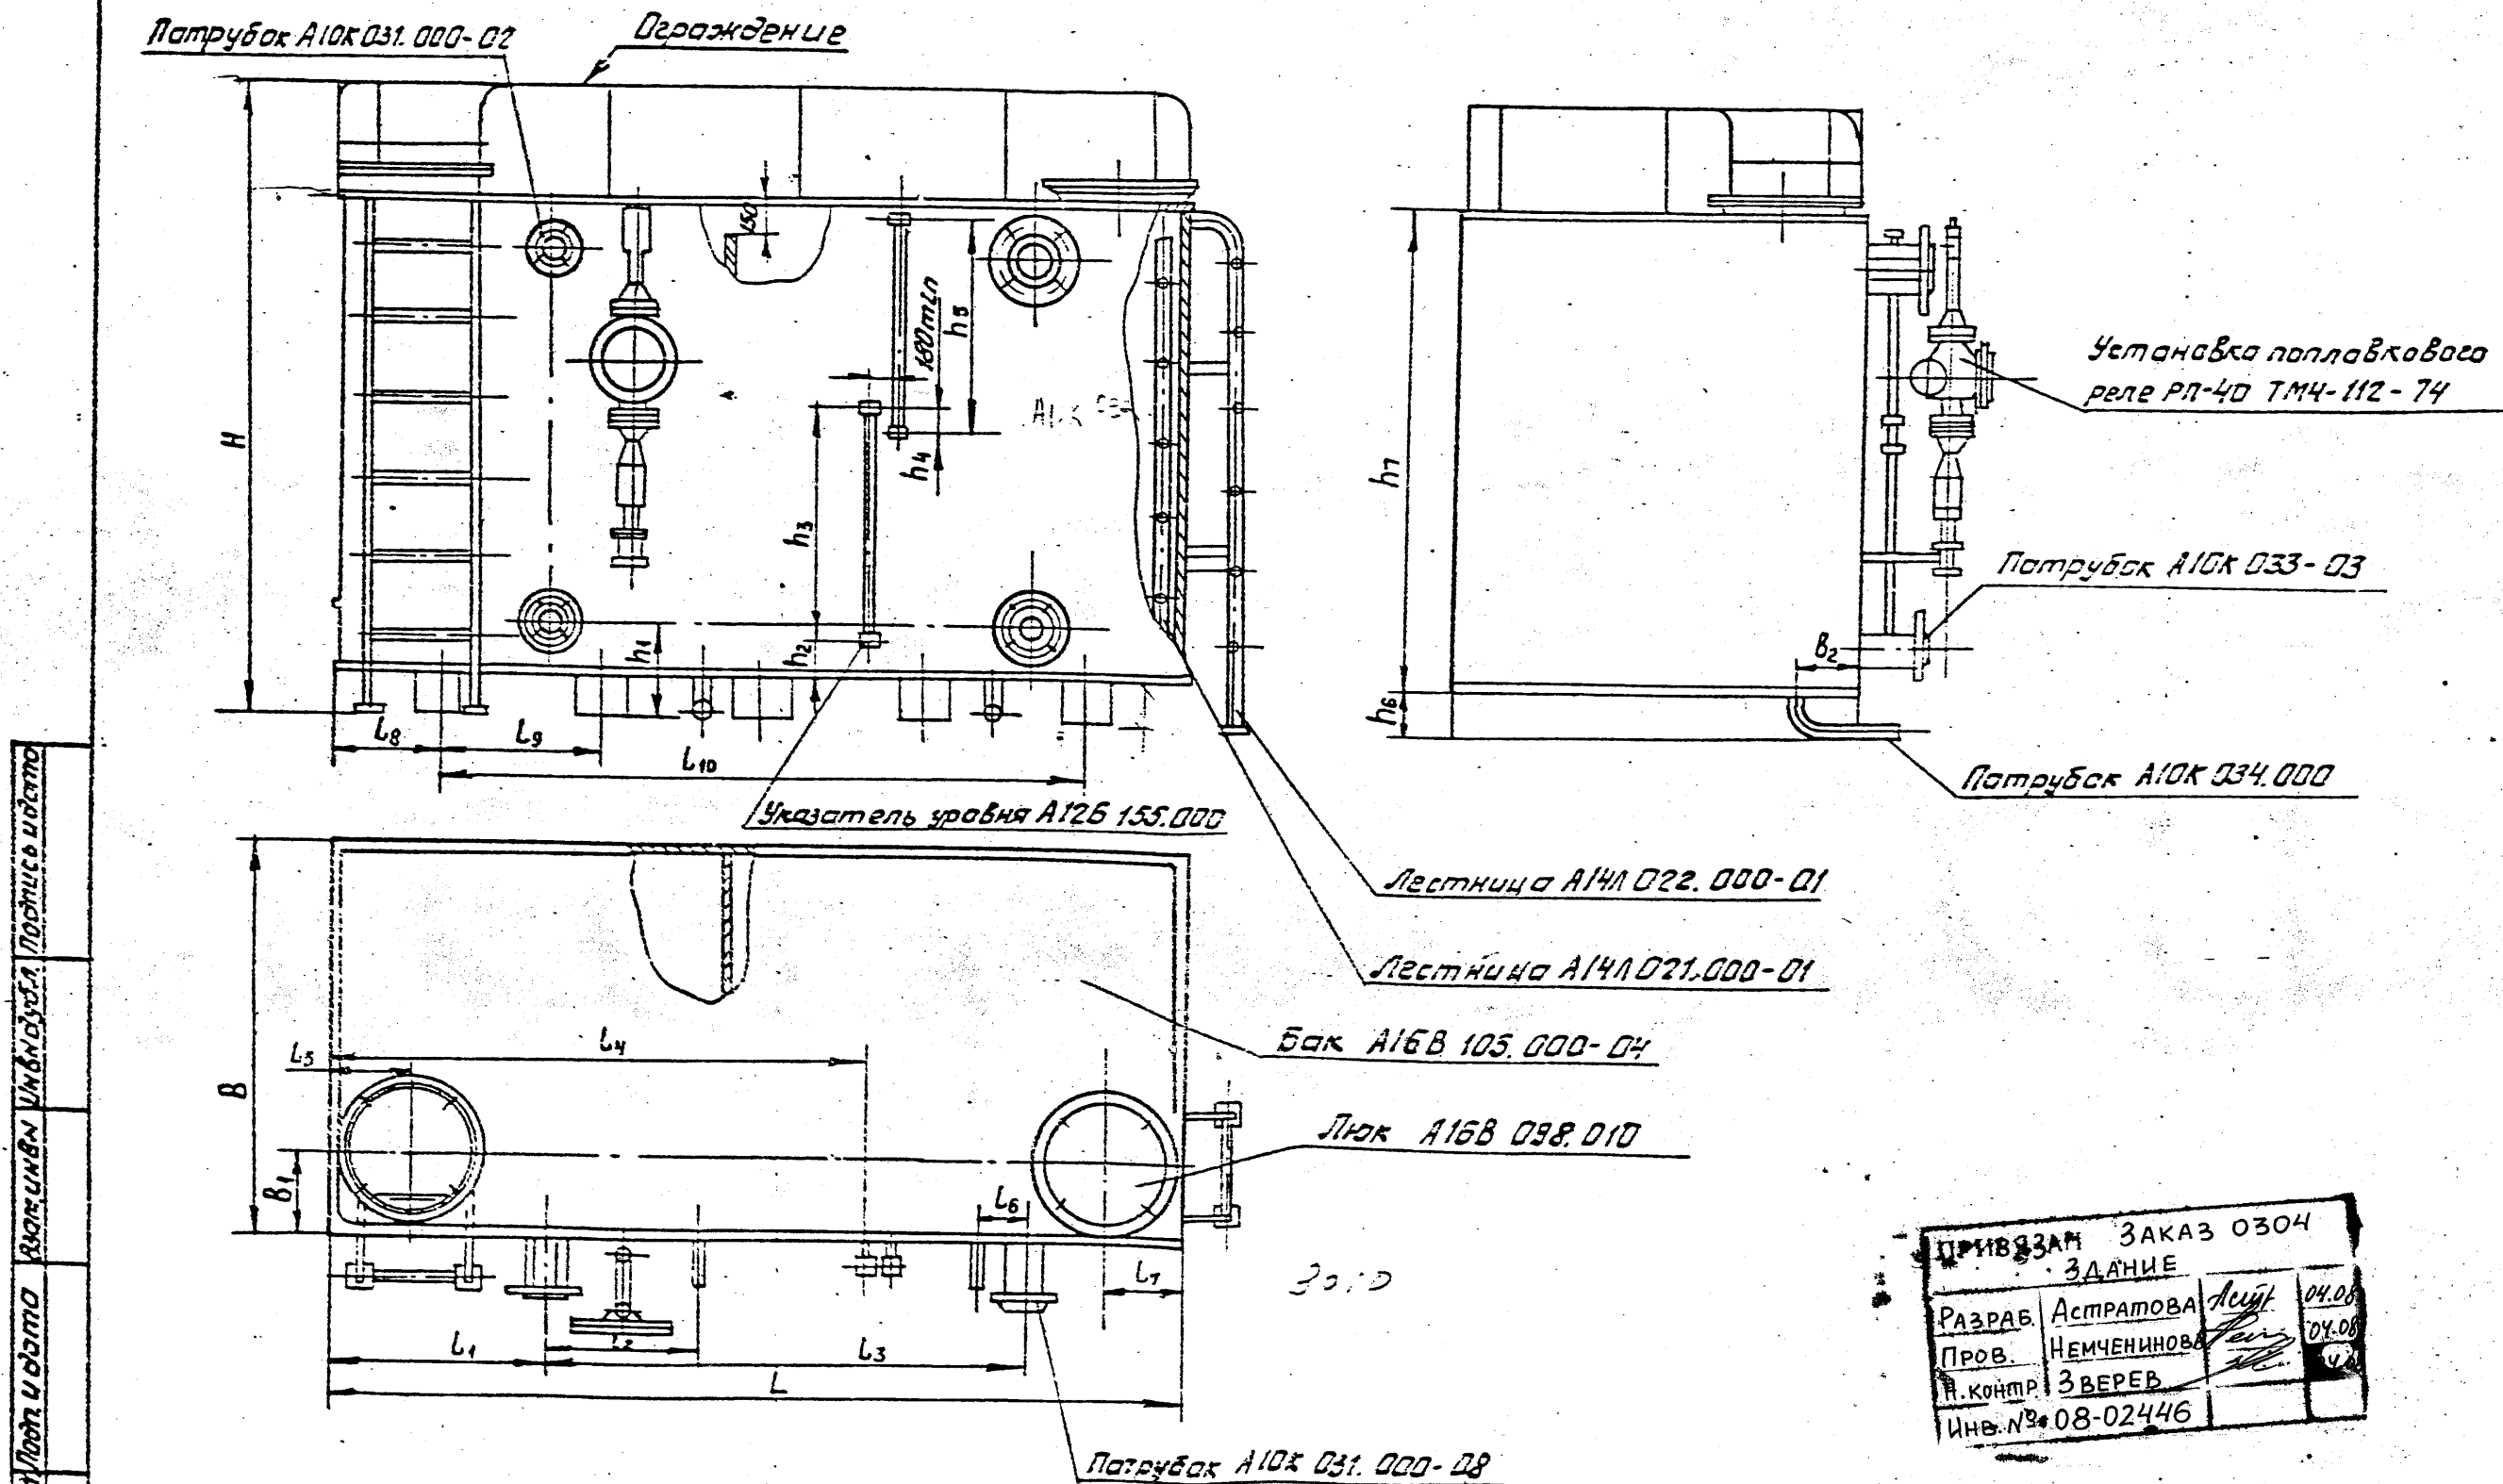 Патрубок А10К 031.000-02
Ограждение
H
150
180min
h5
h4
h3
h1
h2
L8
L9
L10
Указатель уровня А12Б 155.000
h7
h6
B2
Установка поплавкового
реле РП-40 ТМ4-112-74
Патрубок А10К 033-03
Патрубок А10К 034.000
Лестница А14Л 022.000-01
Лестница А14Л 021.000-01
Бак А16В 105.000-04
Люк А16В 098.010
B
B1
L5
L4
L6
L7
L1
L2
L3
L
Патрубок А10К 031.000-08
Подпись и дата
Инв № дубл.
Взам инв №
Подп. и дата
ПРИВЯЗАН ЗАКАЗ 0304
ЗДАНИЕ
РАЗРАБ. АСТРАТОВА 04.08
ПРОВ. НЕМЧЕНИНОВА 04.08
Н.КОНТР. ЗВЕРЕВ
ИНВ. № 08-02446